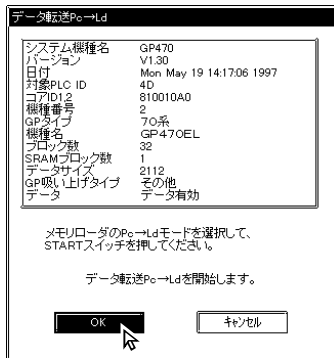 データ転送Pc→Ld
システム機種名 GP470
バージョン V1.30
日付 Mon May 19 14:17:06 1997
対象PLC ID 4D
コアID1,2 810010A0
機種番号 2
GPタイプ 70系
機種名 GP470EL
ブロック数 32
SRAMブロック数 1
データサイズ 2112
GP吸い上げタイプ その他
データ データ有効
メモリローダのPc→Ldモードを選択して、
STARTスイッチを押してください。
データ転送Pc→Ldを開始します。
OK キャンセル